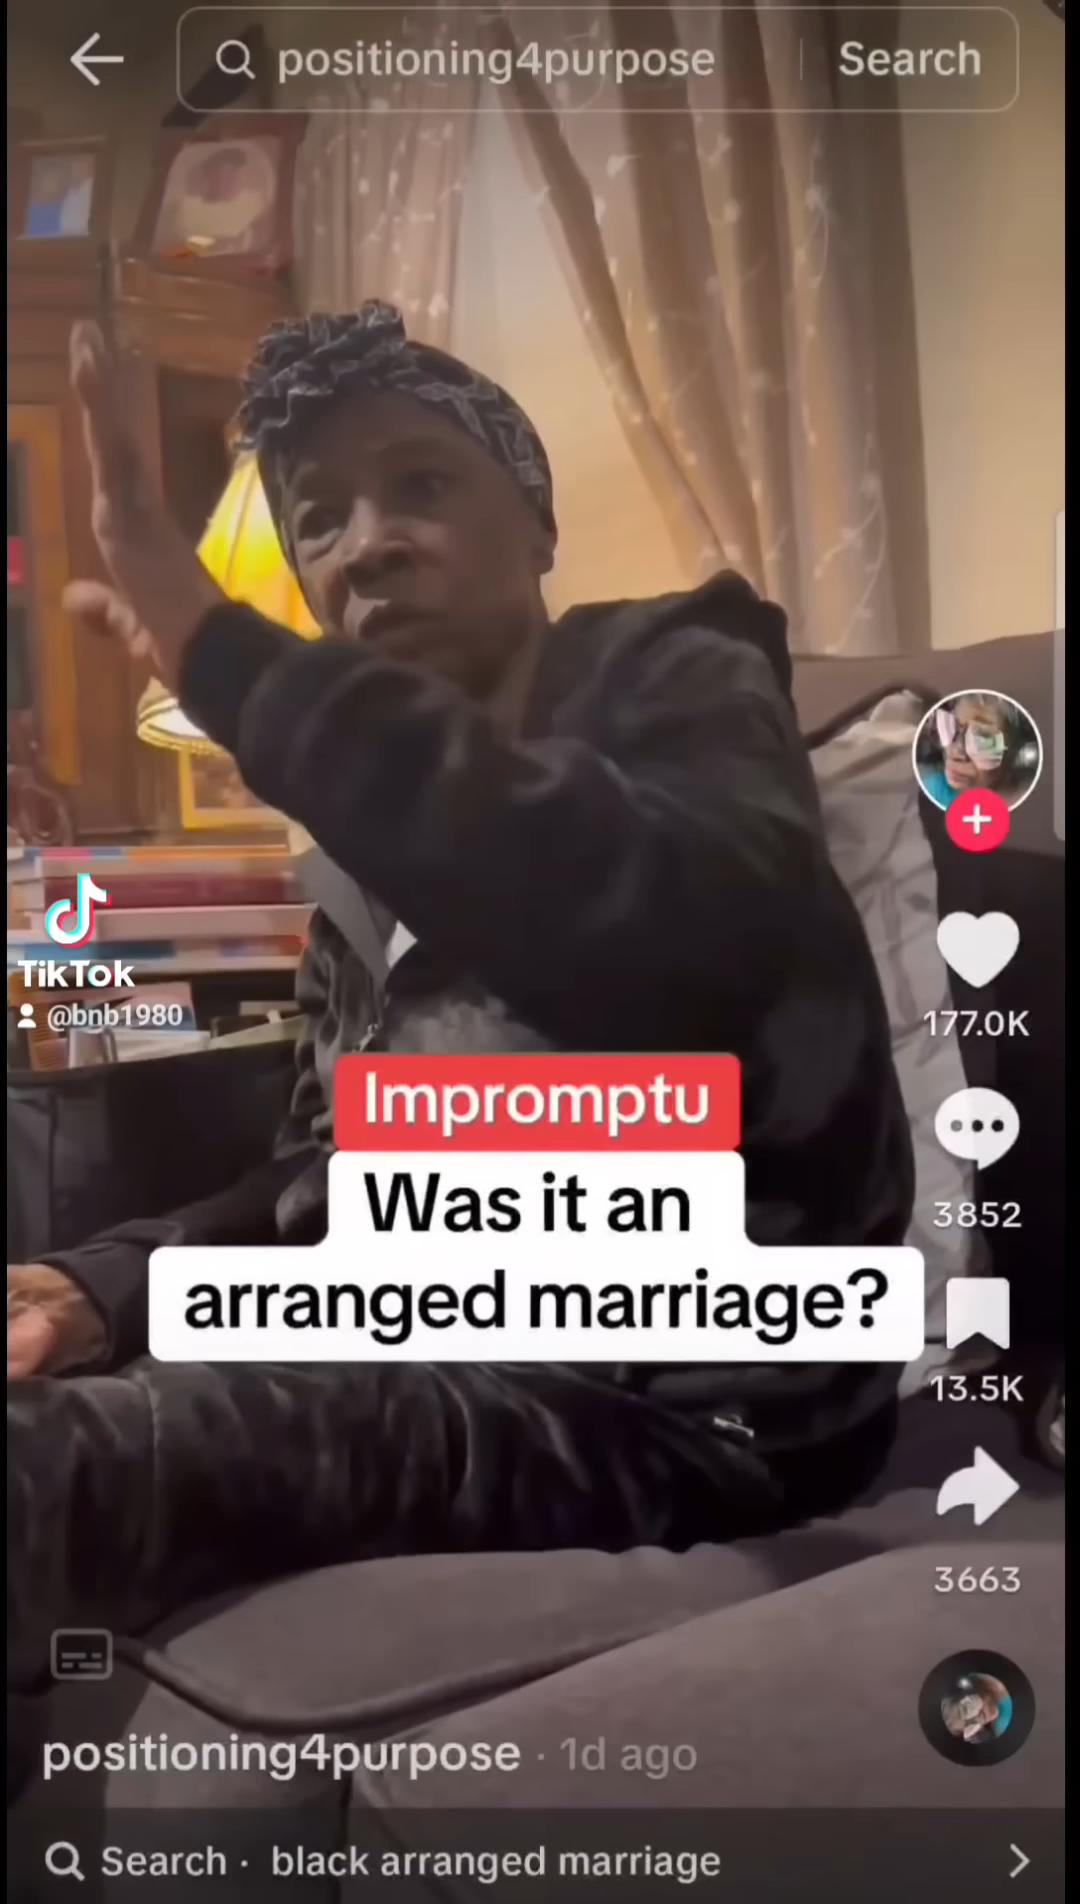 positioning4purpose
Search
TikTok
@bnb1980
Impromptu
Was it an
arranged marriage?
177.0K
3852
13.5K
3663
positioning4purpose · 1d ago
Search · black arranged marriage